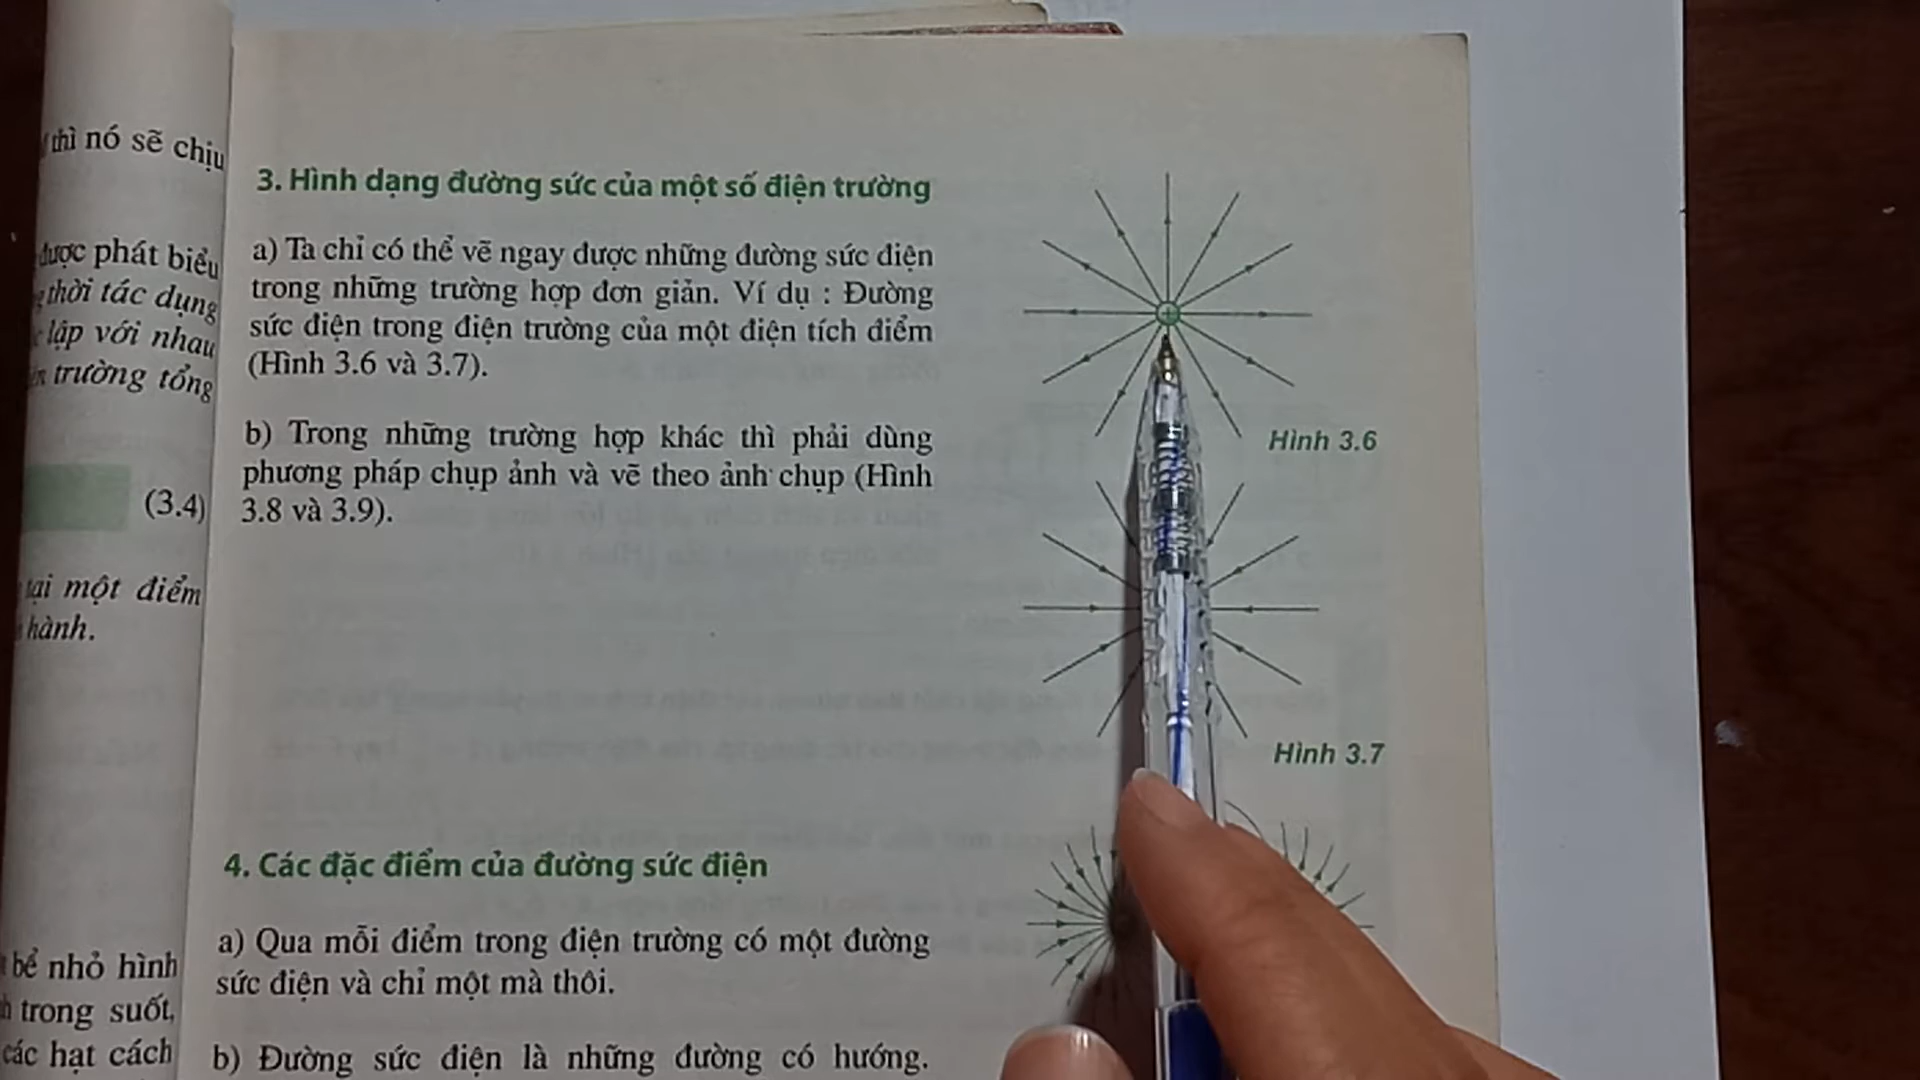 thì nó sẽ chịu
được phát biểu
thời tác dụng
lập với nhau
trường tổng
(3.4)
tại một điểm
hành.
bể nhỏ hình
trong suốt,
các hạt cách
3. Hình dạng đường sức của một số điện trường
a) Ta chỉ có thể vẽ ngay được những đường sức điện
trong những trường hợp đơn giản. Ví dụ : Đường
sức điện trong điện trường của một điện tích điểm
(Hình 3.6 và 3.7).
b) Trong những trường hợp khác thì phải dùng
phương pháp chụp ảnh và vẽ theo ảnh chụp (Hình
3.8 và 3.9).
+
Hình 3.6
Hình 3.7
4. Các đặc điểm của đường sức điện
a) Qua mỗi điểm trong điện trường có một đường
sức điện và chỉ một mà thôi.
b) Đường sức điện là những đường có hướng.